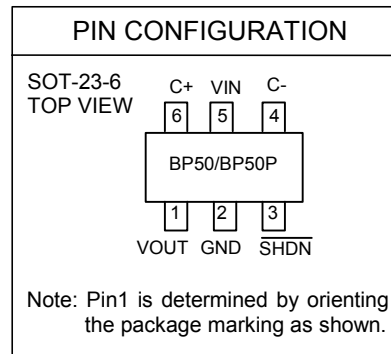 PIN CONFIGURATION
SOT-23-6
TOP VIEW
C+ VIN C-
6 5 4
BP50/BP50P
1 2 3
VOUT GND S̅H̅D̅N̅
Note: Pin1 is determined by orienting
the package marking as shown.